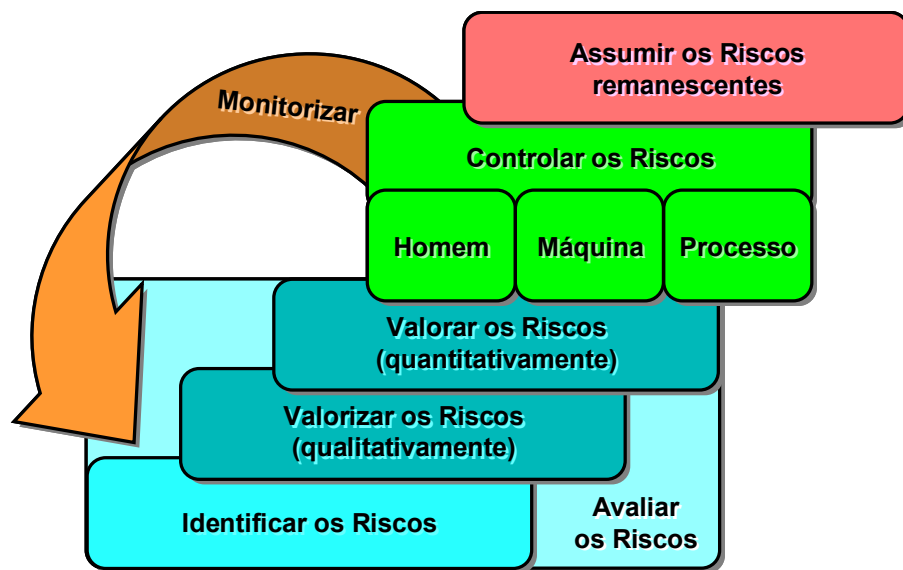 Assumir os Riscos
remanescentes
Monitorizar
Controlar os Riscos
Homem
Máquina
Processo
Valorar os Riscos
(quantitativamente)
Valorizar os Riscos
(qualitativamente)
Identificar os Riscos
Avaliar
os Riscos